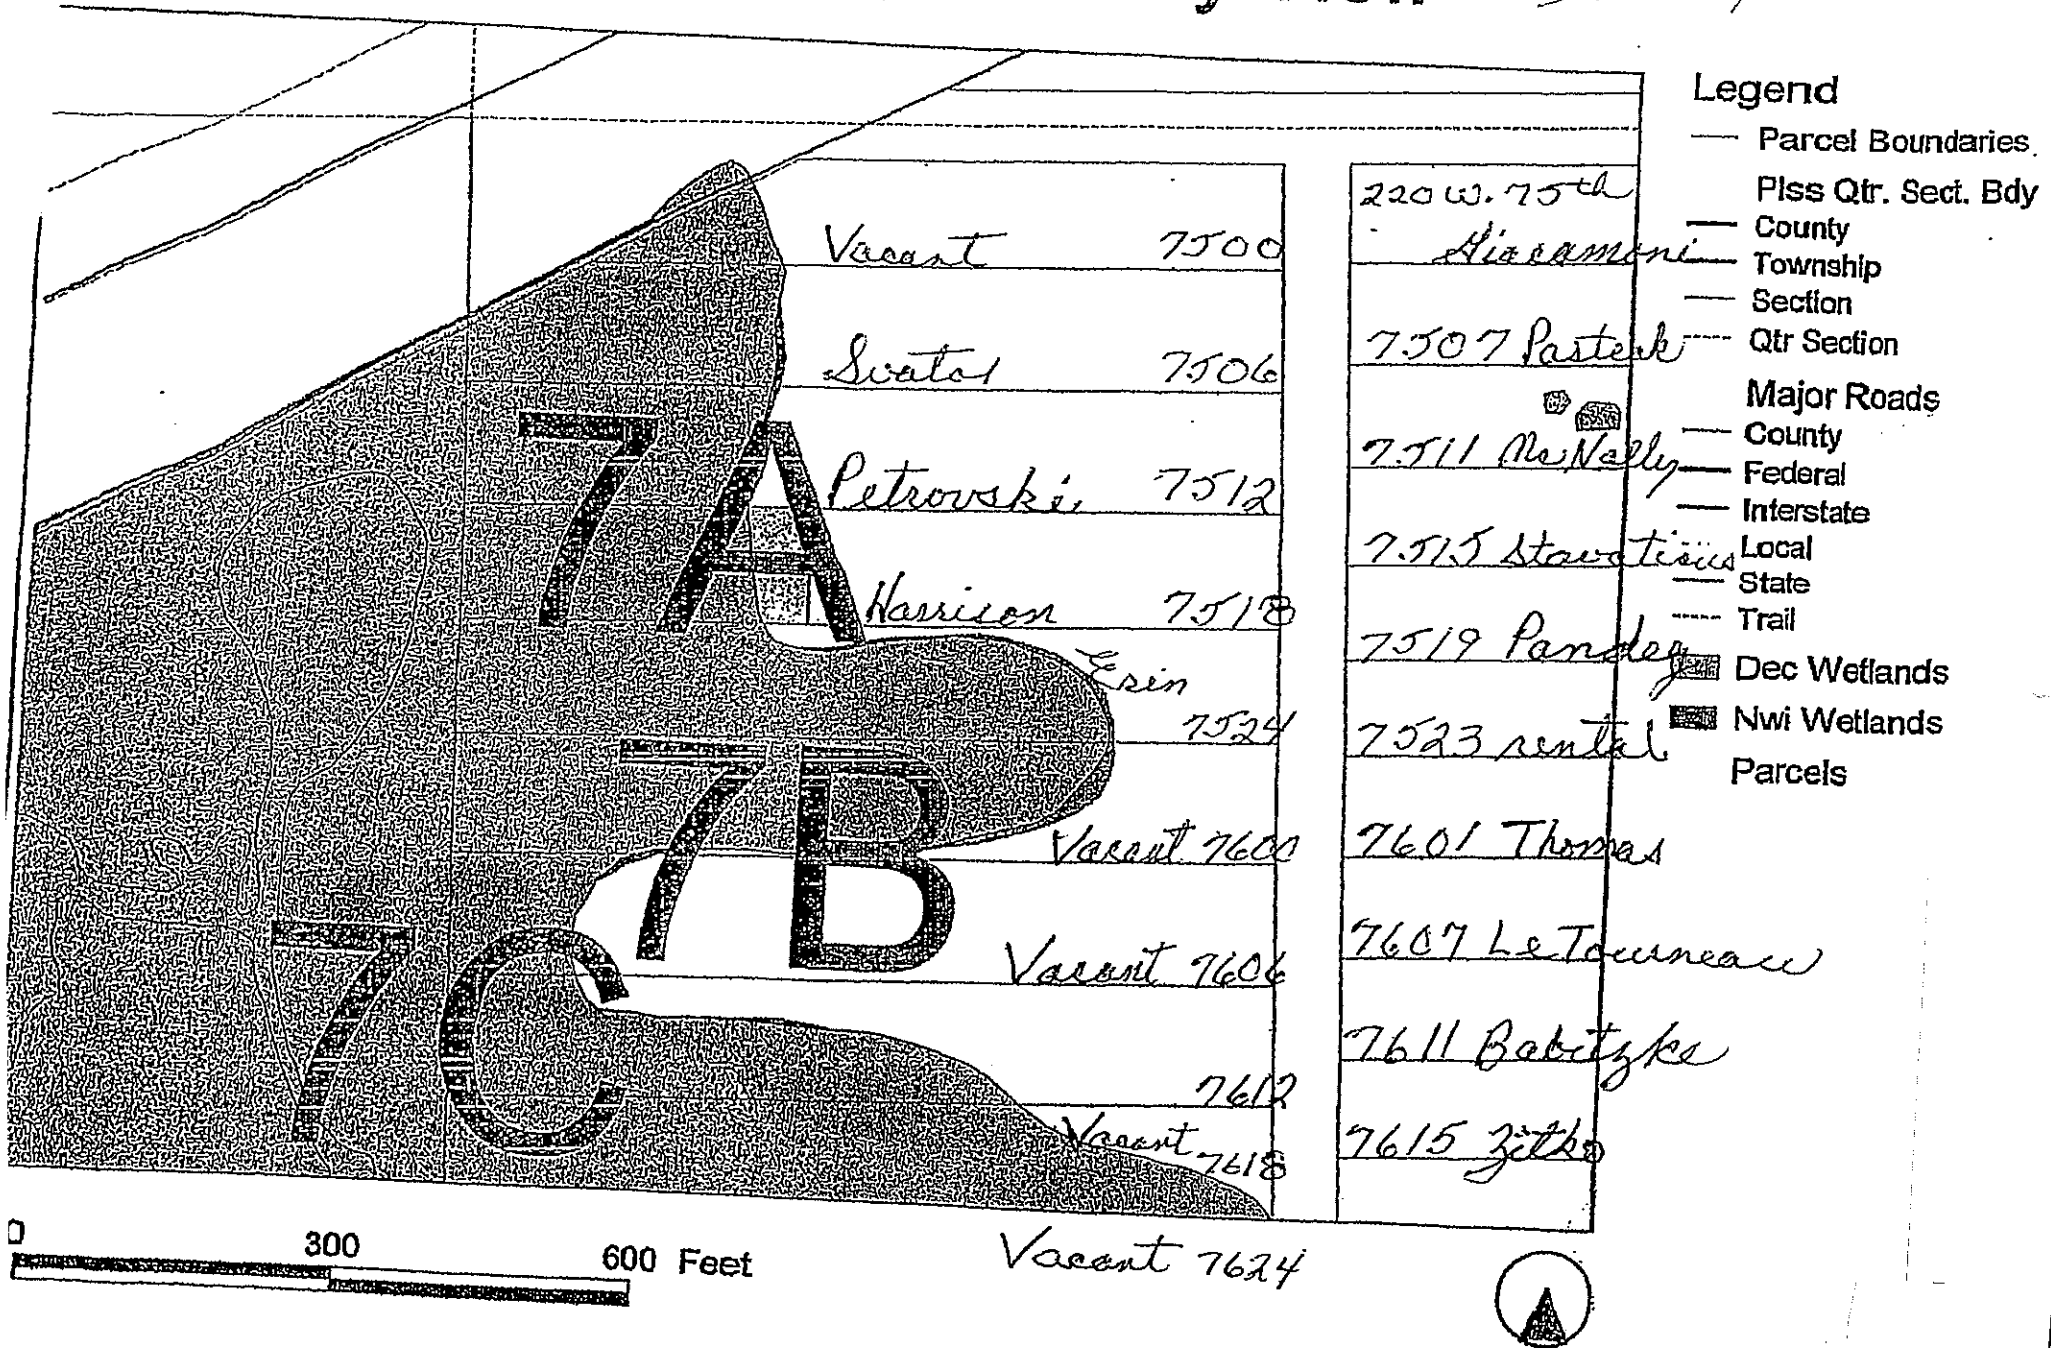 Legend
Parcel Boundaries
Plss Qtr. Sect. Bdy
County
Township
Section
Qtr Section
Major Roads
County
Federal
Interstate
Local
State
Trail
Dec Wetlands
Nwi Wetlands
Parcels
Vacant 7500
Svatos 7506
Petrovski 7512
Harrison 7518
Erin
7524
Vacant 7600
Vacant 7606
7612
Vacant
7618
Vacant 7624
220 W. 75th
Giacamoni
7507 Pasterk
7511 McNally
7515
7519 Pandey
7523 rental
7601 Thomas
7607 LeTourneau
7611 Babitzke
7615 Zitko
7A
7B
7C
0 300 600 Feet